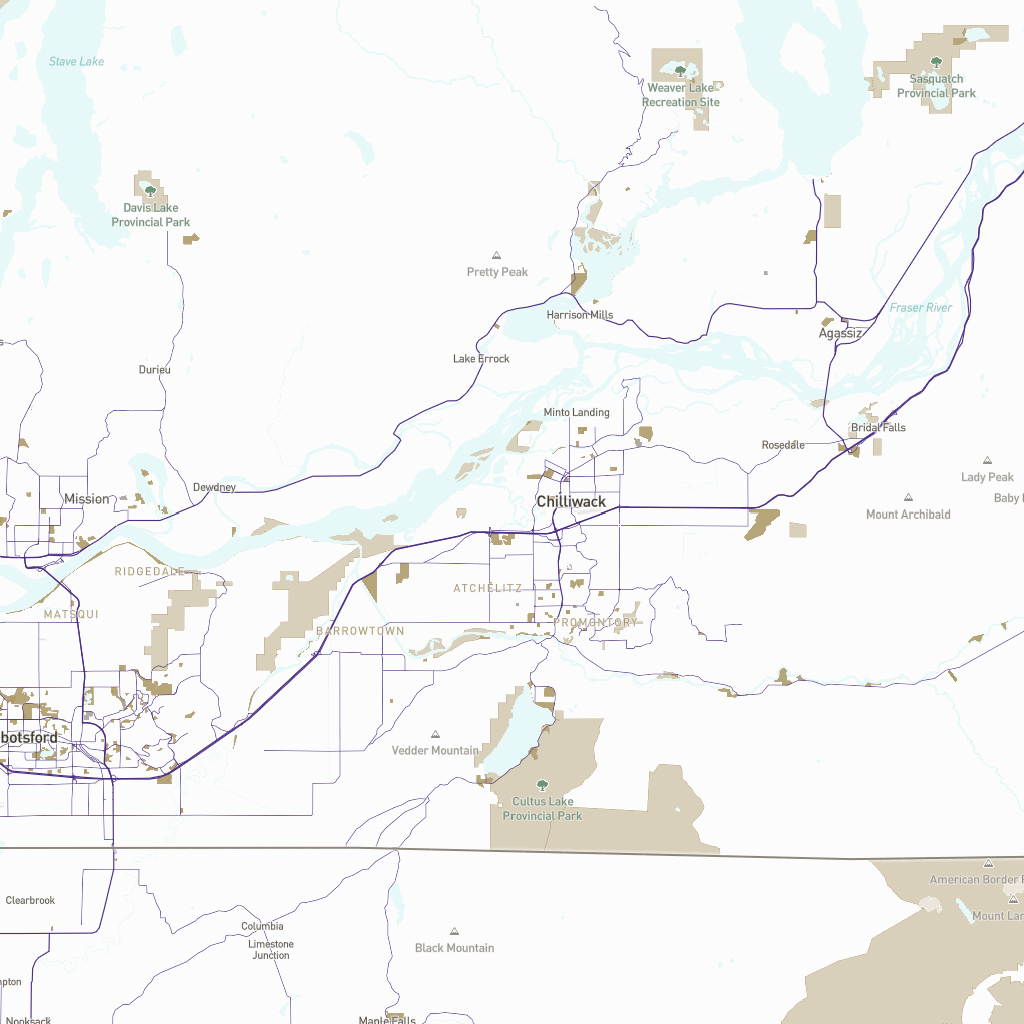 Stave Lake
Weaver Lake
Recreation Site
Sasquatch
Provincial Park
Davis Lake
Provincial Park
Pretty Peak
Harrison Mills
Fraser River
Agassiz
Lake Errock
Durieu
Minto Landing
Bridal Falls
Rosedale
Lady Peak
Dewdney
Mission
Chilliwack
Mount Archibald
Baby
RIDGEDALE
ATCHELITZ
MATSQUI
PROMONTORY
BARROWTOWN
botsford
Vedder Mountain
Cultus Lake
Provincial Park
American Border
Clearbrook
Mount Lar
Columbia
Limestone
Junction
Black Mountain
mpton
Nooksack
Maple Falls